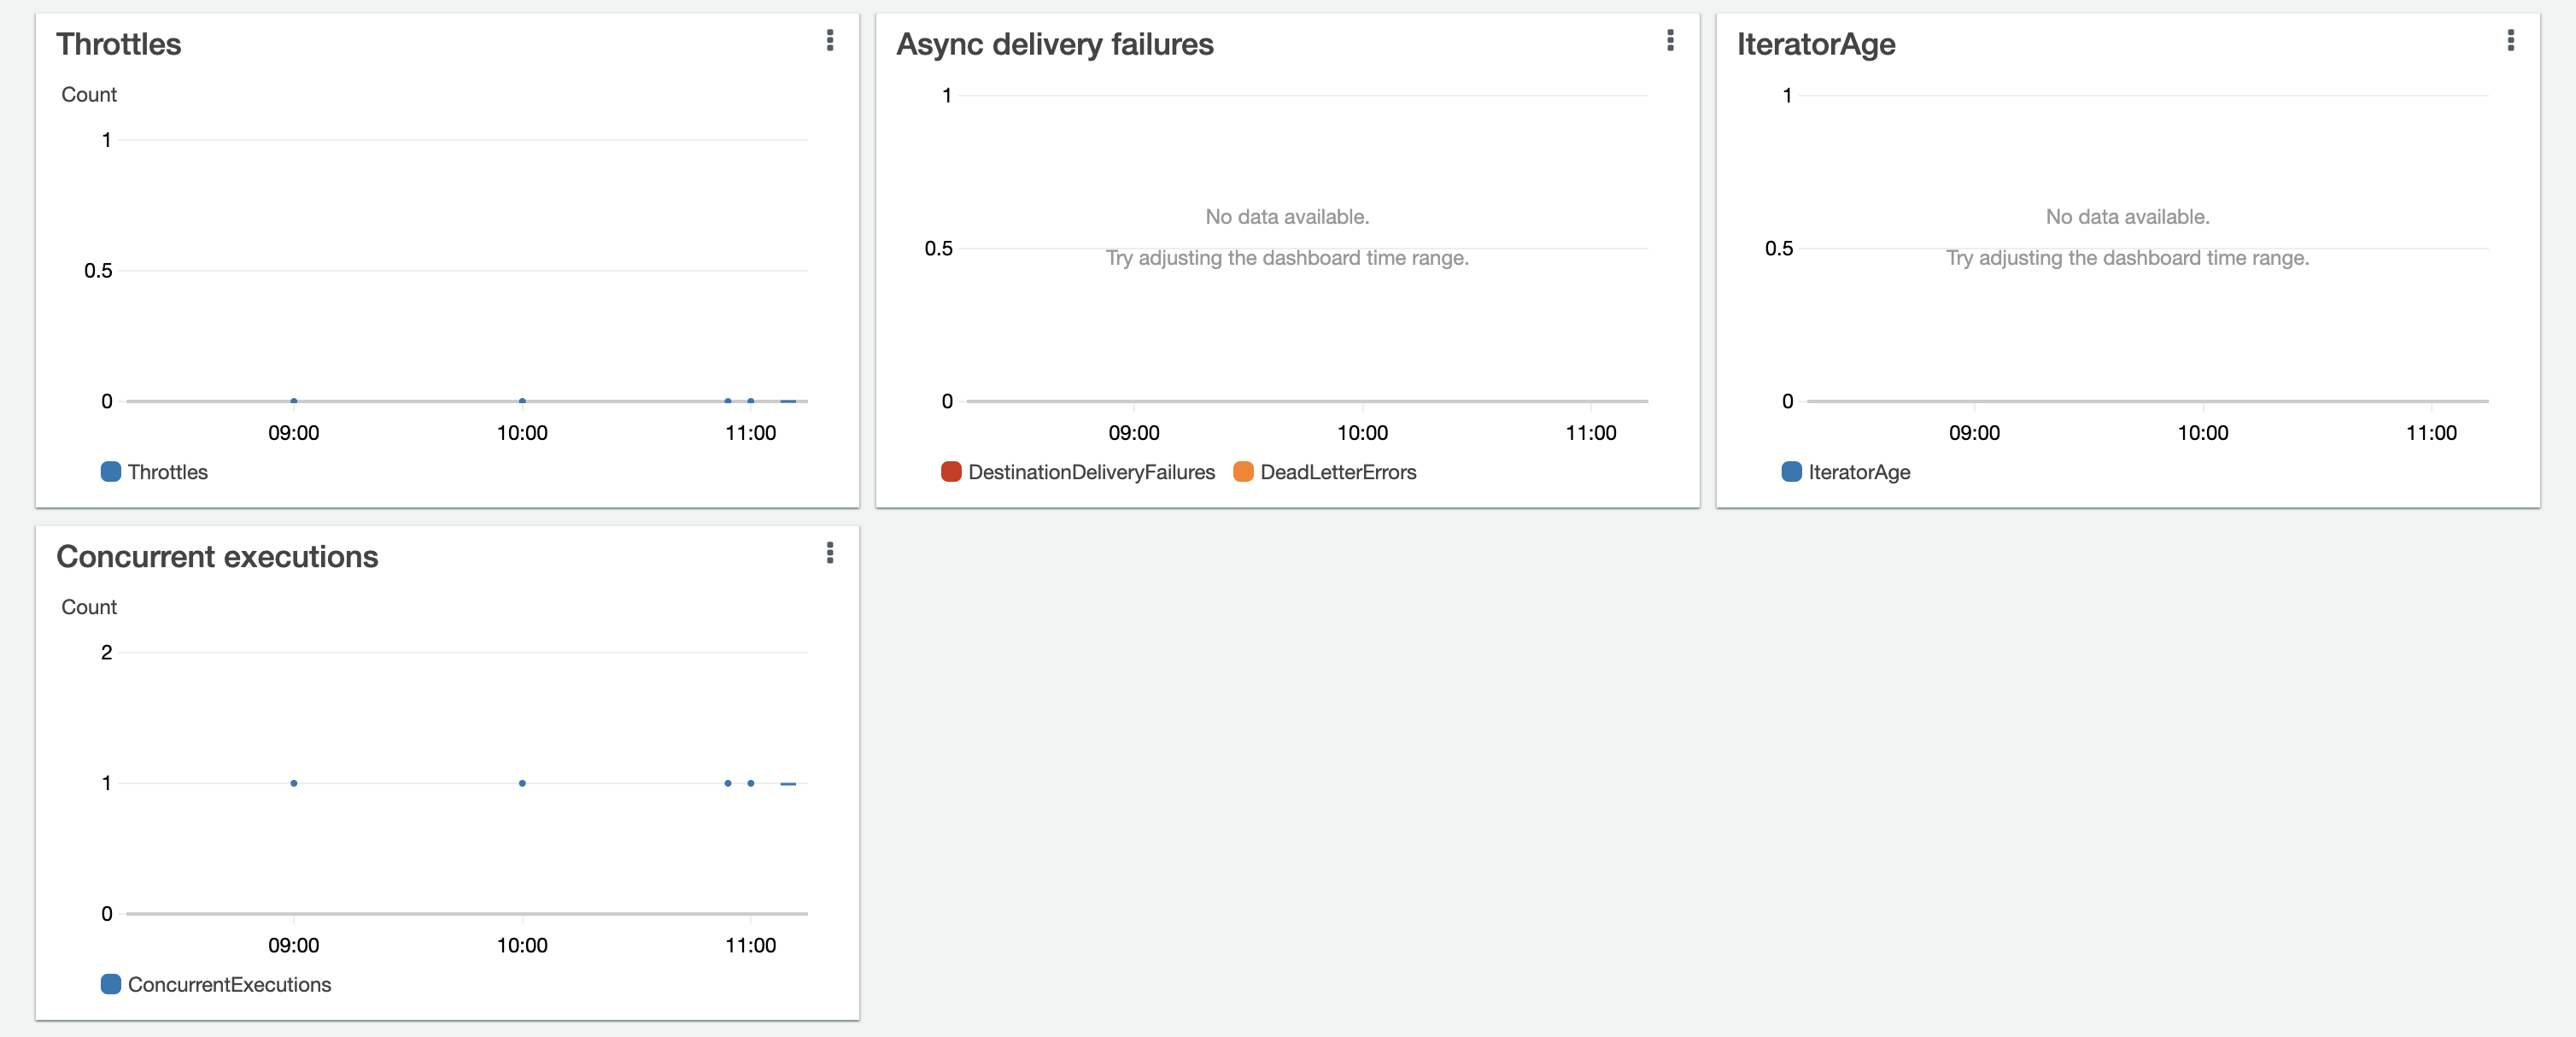 Throttles
Count
1
0.5
0
09:00 10:00 11:00
Throttles
Async delivery failures
1
No data available.
0.5
Try adjusting the dashboard time range.
0
09:00 10:00 11:00
DestinationDeliveryFailures DeadLetterErrors
IteratorAge
1
No data available.
0.5
Try adjusting the dashboard time range.
0
09:00 10:00 11:00
IteratorAge
Concurrent executions
Count
2
1
0
09:00 10:00 11:00
ConcurrentExecutions